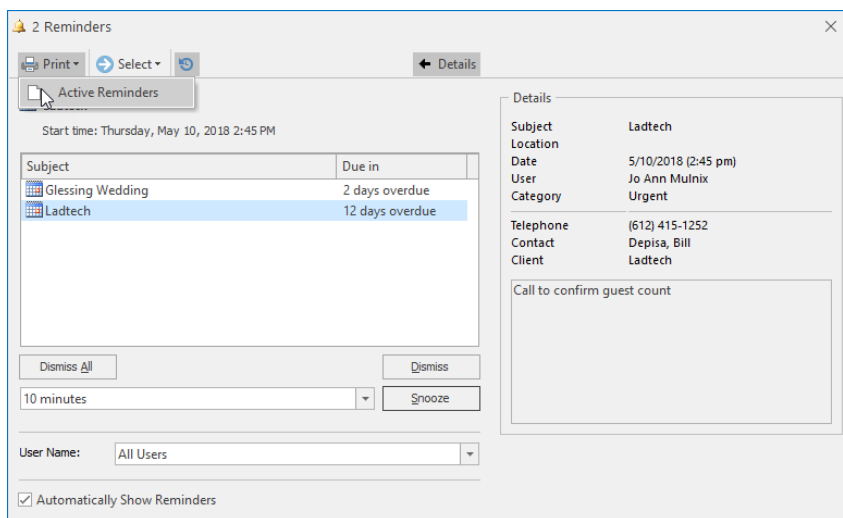 2 Reminders
Print Select Details
Active Reminders
Start time: Thursday, May 10, 2018 2:45 PM
Subject Due in
Glessing Wedding 2 days overdue
Ladtech 12 days overdue
Dismiss All Dismiss
10 minutes Snooze
User Name: All Users
Automatically Show Reminders
Details
Subject Ladtech
Location
Date 5/10/2018 (2:45 pm)
User Jo Ann Mulnix
Category Urgent
Telephone (612) 415-1252
Contact Depisa, Bill
Client Ladtech
Call to confirm guest count